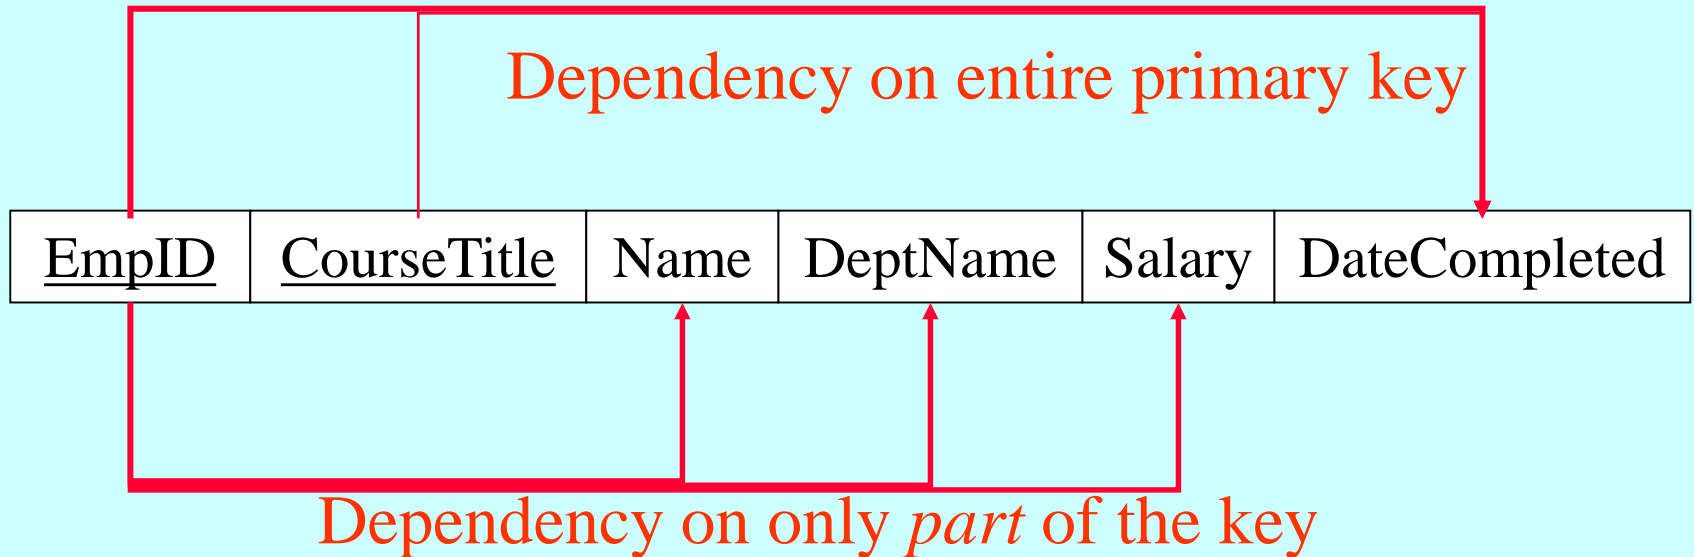 Dependency on entire primary key
EmpID CourseTitle Name DeptName Salary DateCompleted
Dependency on only part of the key